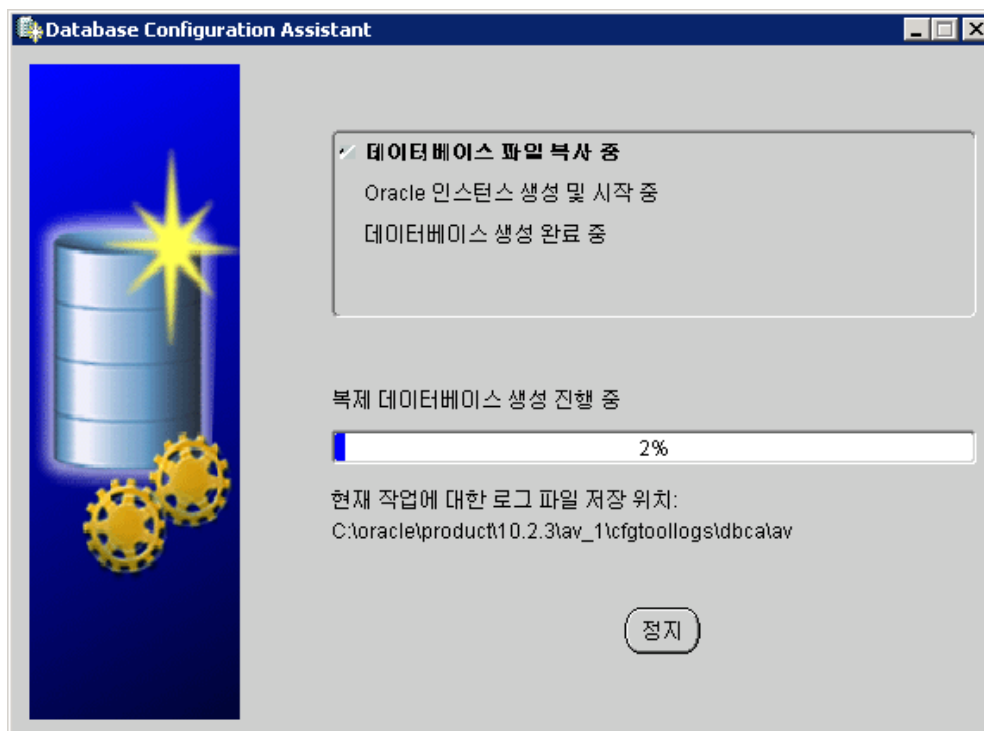 Database Configuration Assistant
데이터베이스 파일 복사 중
Oracle 인스턴스 생성 및 시작 중
데이터베이스 생성 완료 중
복제 데이터베이스 생성 진행 중
2%
현재 작업에 대한 로그 파일 저장 위치:
C:\oracle\product\10.2.3\av_1\cfgtoollogs\dbca\av
정지